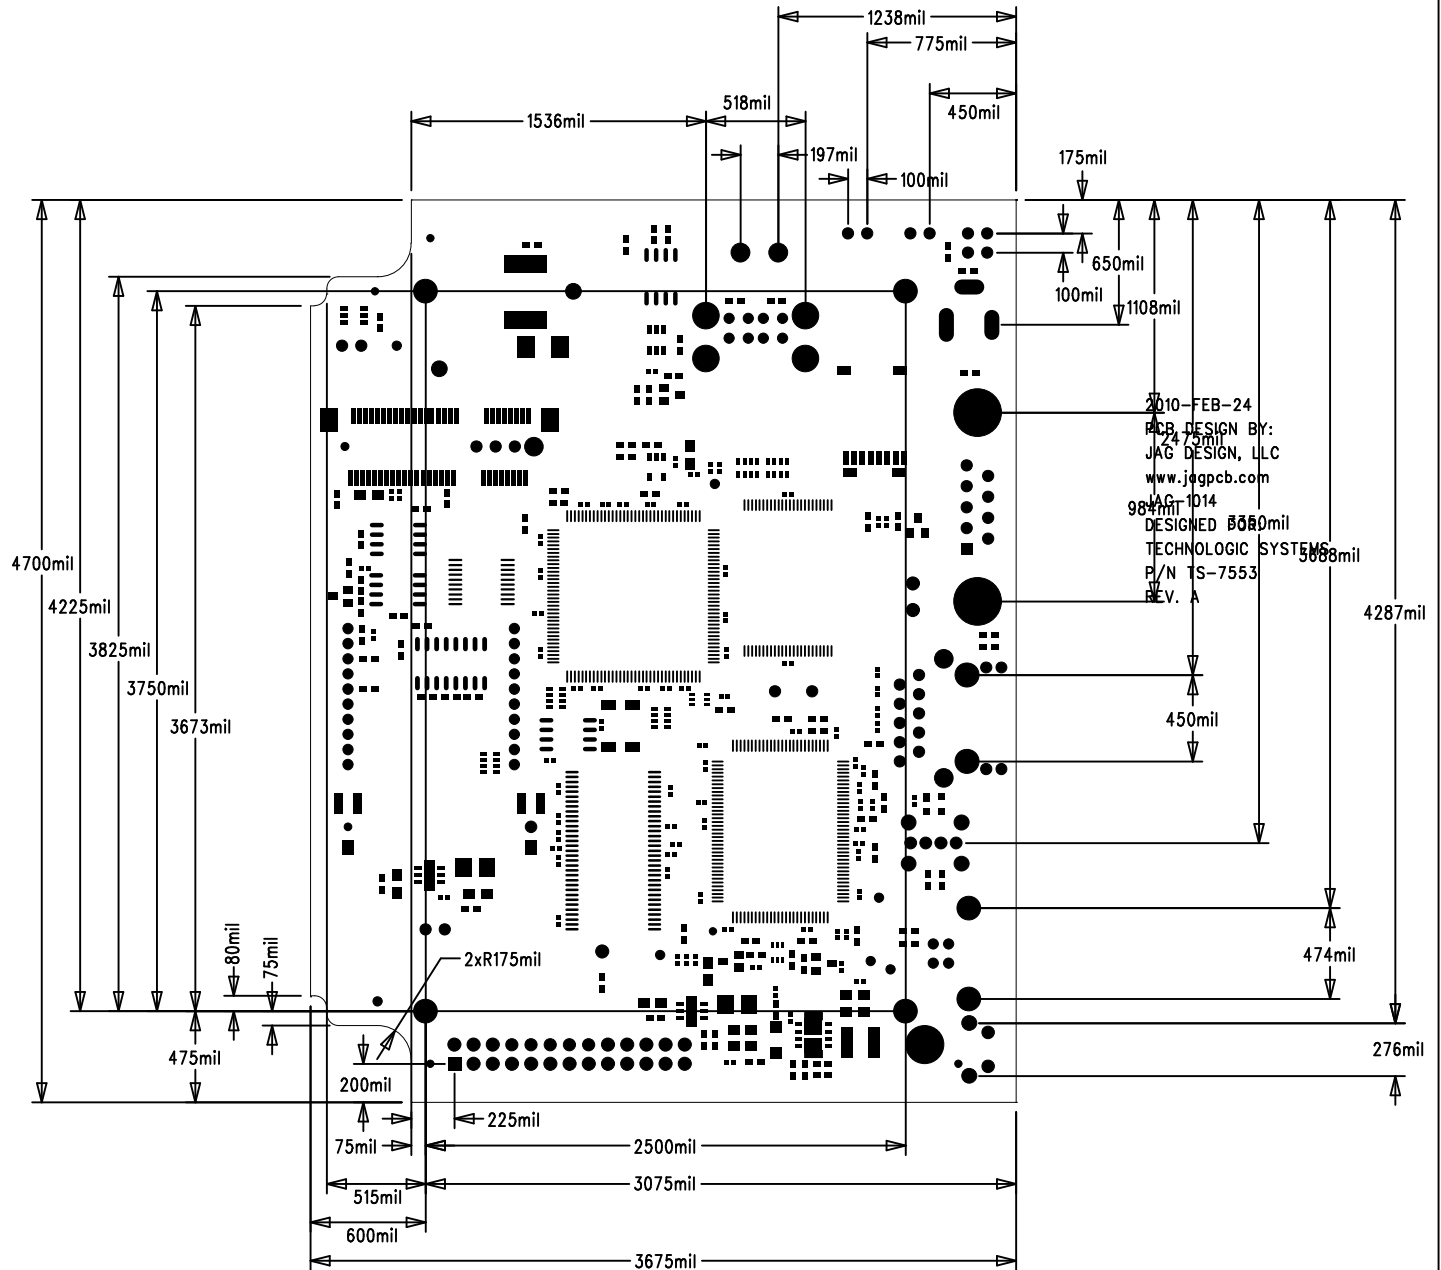 1238mil
775mil
518mil
450mil
1536mil
197mil
175mil
100mil
650mil
100mil
1108mil
2010-FEB-24
PCB DESIGN BY:
2475mil
JAG DESIGN, LLC
www.jagpcb.com
JAG-1014
984mil
DESIGNED FOR:
3350mil
TECHNOLOGIC SYSTEMS
3688mil
P/N TS-7553
REV. A
4700mil
4225mil
4287mil
3825mil
3750mil
3673mil
450mil
80mil
75mil
2xR175mil
474mil
475mil
276mil
200mil
225mil
75mil
2500mil
515mil
3075mil
600mil
3675mil